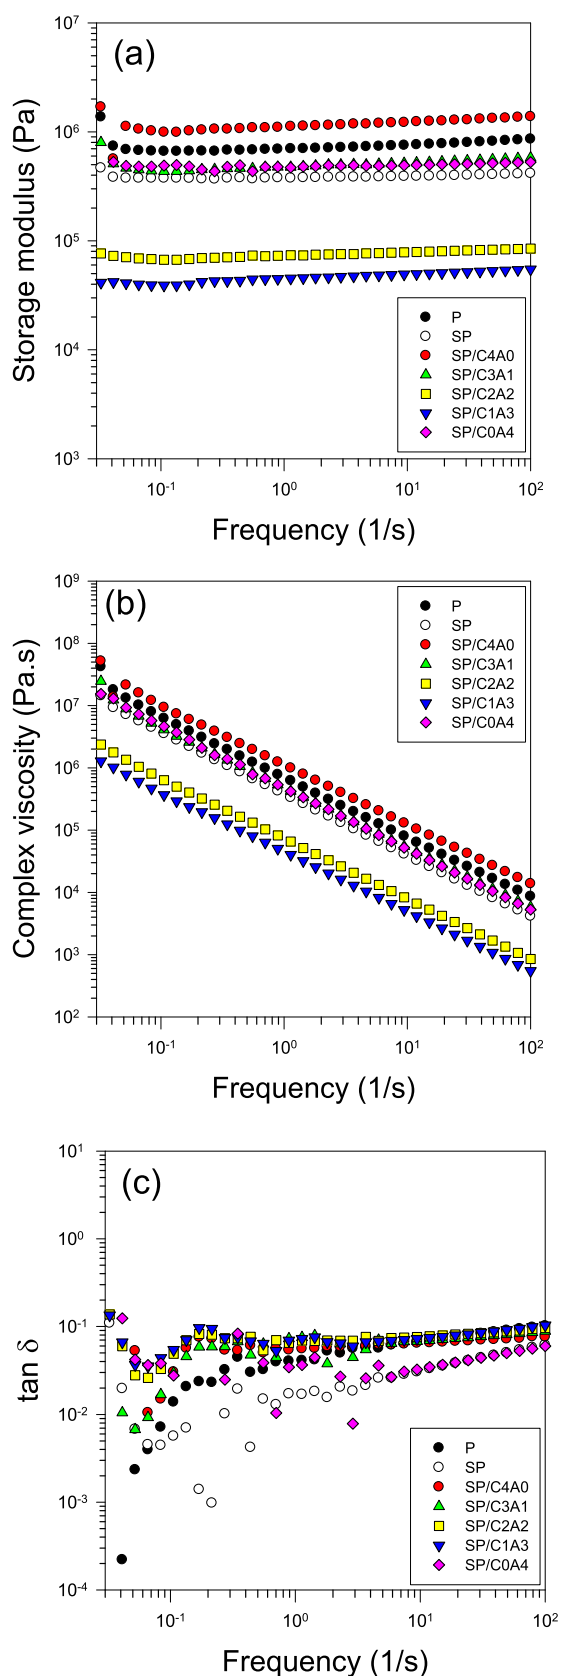 (a)
Storage modulus (Pa)
10⁷
10⁶
10⁵
10⁴
10³
P
SP
SP/C4A0
SP/C3A1
SP/C2A2
SP/C1A3
SP/C0A4
10⁻¹ 10⁰ 10¹ 10²
Frequency (1/s)
(b)
Complex viscosity (Pa.s)
10⁹
10⁸
10⁷
10⁶
10⁵
10⁴
10³
10²
P
SP
SP/C4A0
SP/C3A1
SP/C2A2
SP/C1A3
SP/C0A4
10⁻¹ 10⁰ 10¹ 10²
Frequency (1/s)
(c)
tan δ
10¹
10⁰
10⁻¹
10⁻²
10⁻³
10⁻⁴
P
SP
SP/C4A0
SP/C3A1
SP/C2A2
SP/C1A3
SP/C0A4
10⁻¹ 10⁰ 10¹ 10²
Frequency (1/s)